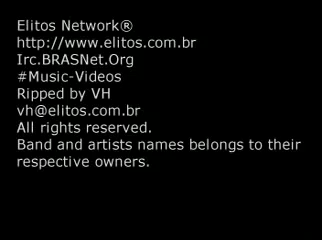 Elitos Network®
http://www.elitos.com.br
Irc.BRASNet.Org
#Music-Videos
Ripped by VH
vh@elitos.com.br
All rights reserved.
Band and artists names belongs to their
respective owners.